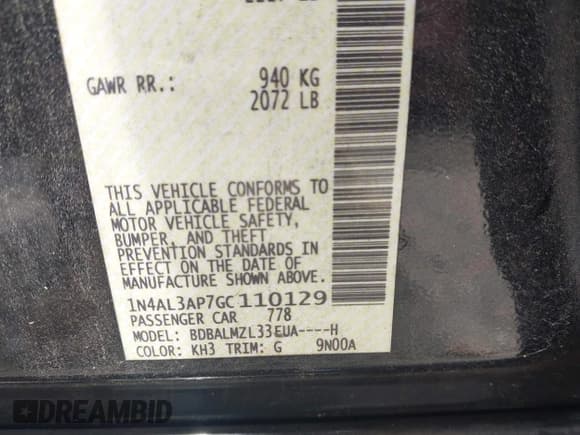 GAWR RR.: 940 KG
2072 LB
THIS VEHICLE CONFORMS TO
ALL APPLICABLE FEDERAL
MOTOR VEHICLE SAFETY,
BUMPER, AND THEFT
PREVENTION STANDARDS IN
EFFECT ON THE DATE OF
MANUFACTURE SHOWN ABOVE.
1N4AL3AP7GC110129
PASSENGER CAR 778
MODEL: BDBALMZL33EUA----H
COLOR: KH3 TRIM: G 9N00A
DREAMBID